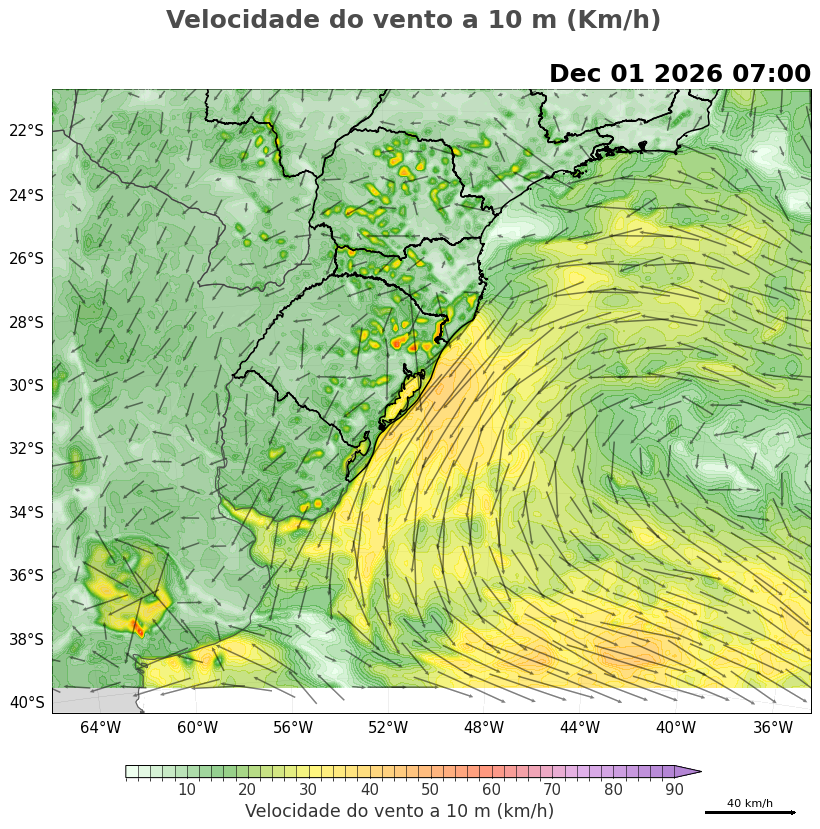 Velocidade do vento a 10 m (Km/h)
Dec 01 2026 07:00
22°S
24°S
26°S
28°S
30°S
32°S
34°S
36°S
38°S
40°S
64°W 60°W 56°W 52°W 48°W 44°W 40°W 36°W
10 20 30 40 50 60 70 80 90
Velocidade do vento a 10 m (km/h)
40 km/h